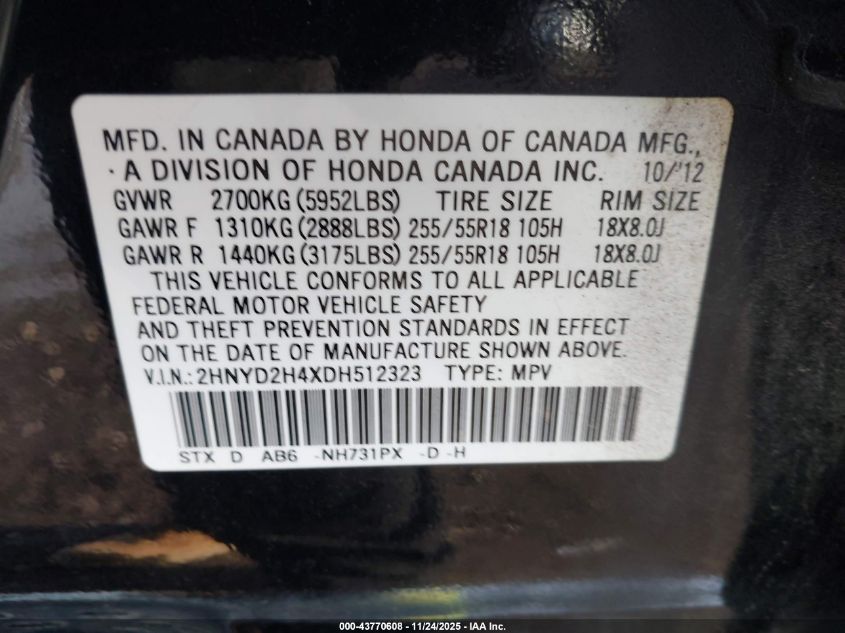 MFD. IN CANADA BY HONDA OF CANADA MFG.,
· A DIVISION OF HONDA CANADA INC. 10/'12
GVWR 2700KG (5952LBS) TIRE SIZE RIM SIZE
GAWR F 1310KG (2888LBS) 255/55R18 105H 18X8.0J
GAWR R 1440KG (3175LBS) 255/55R18 105H 18X8.0J
THIS VEHICLE CONFORMS TO ALL APPLICABLE
FEDERAL MOTOR VEHICLE SAFETY
AND THEFT PREVENTION STANDARDS IN EFFECT
ON THE DATE OF MANUFACTURE SHOWN ABOVE.
V.I.N.: 2HNYD2H4XDH512323 TYPE: MPV
STX D AB6 -NH731PX -D -H
000-43770608 - 11/24/2025 - IAA Inc.